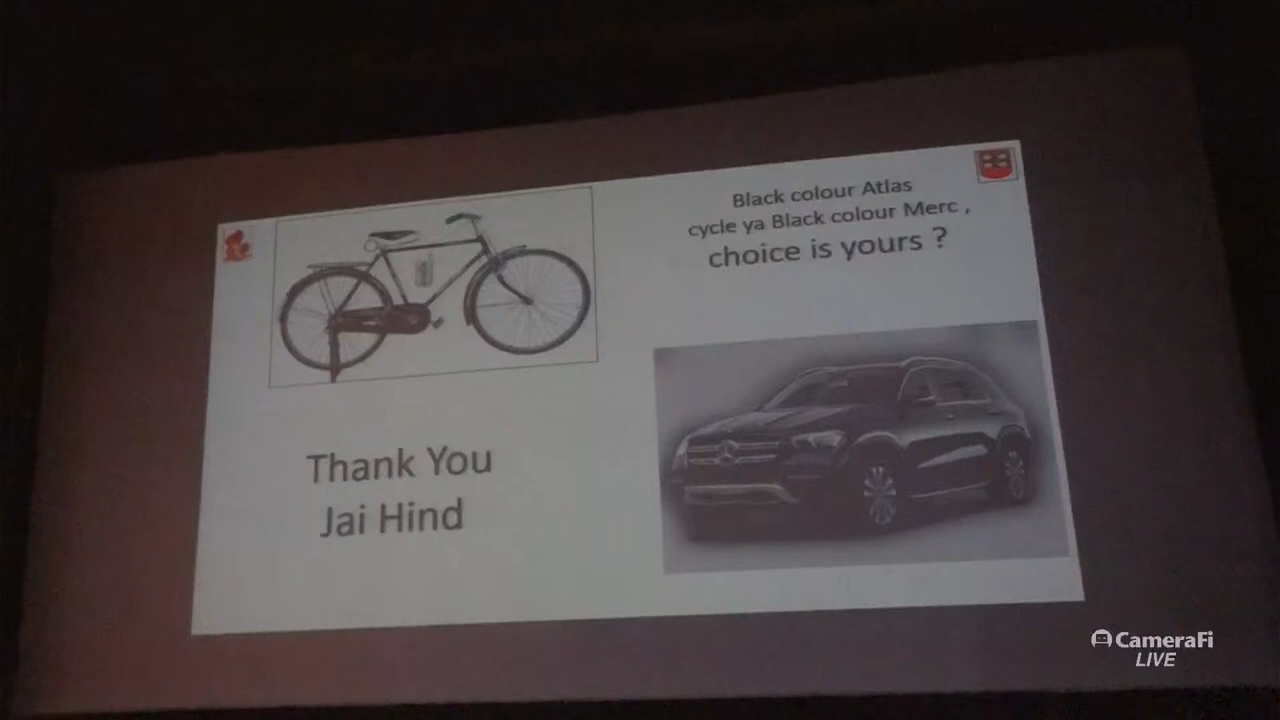 Black colour Atlas
cycle ya Black colour Merc ,
choice is yours ?
Thank You
Jai Hind
CameraFi
LIVE